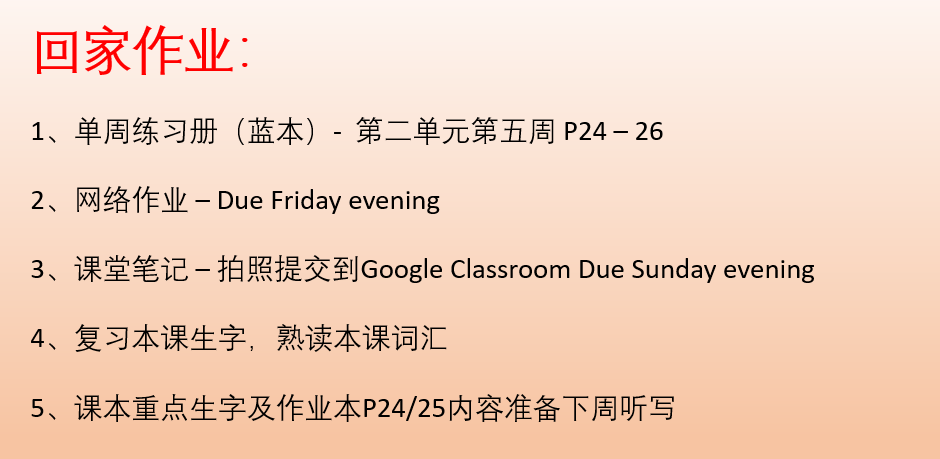 回家作业：
1、单周练习册（蓝本）- 第二单元第五周 P24 – 26
2、网络作业 – Due Friday evening
3、课堂笔记 – 拍照提交到Google Classroom Due Sunday evening
4、复习本课生字，熟读本课词汇
5、课本重点生字及作业本P24/25内容准备下周听写